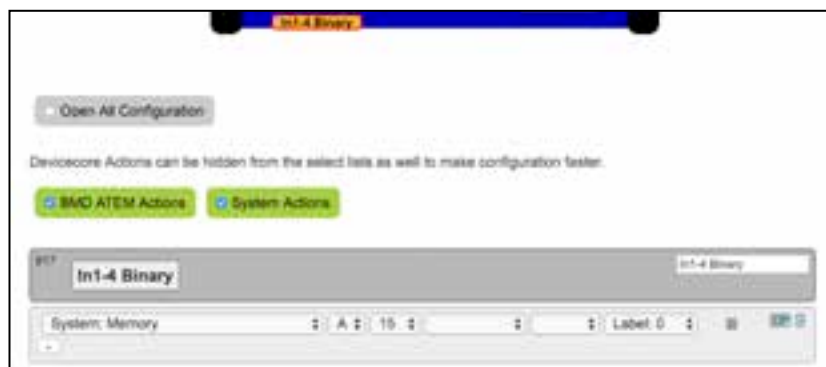 In1-4 Binary
Open All Configuration
Devicecore Actions can be hidden from the select lists as well to make configuration faster.
BMD ATEM Actions System Actions
In1-4 Binary In1-4 Binary
System: Memory A 15 Label: 0